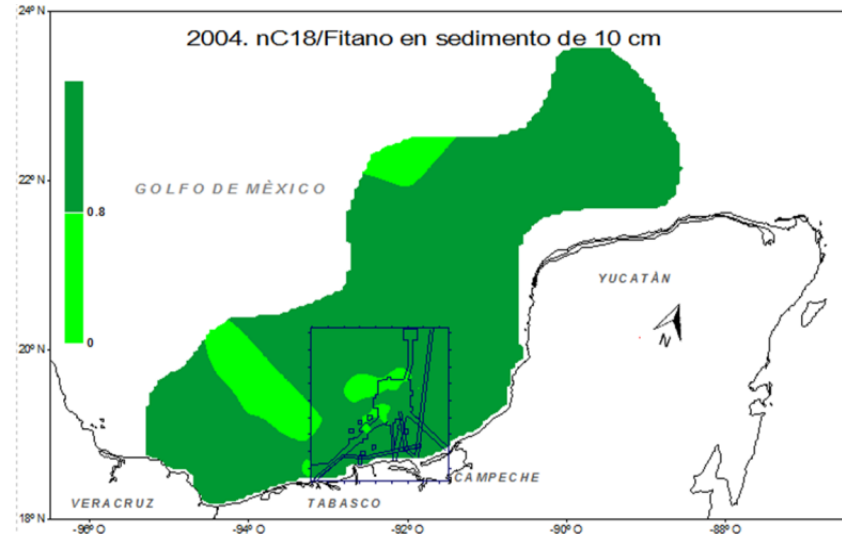 24º N
2004. nC18/Fitano en sedimento de 10 cm
22º N
GOLFO DE MÈXICO
0.8
YUCATÀN
N
20º N
0
CAMPECHE
VERACRUZ
TABASCO
18º N
-96º O
-94º O
-92º O
-90º O
-88º O